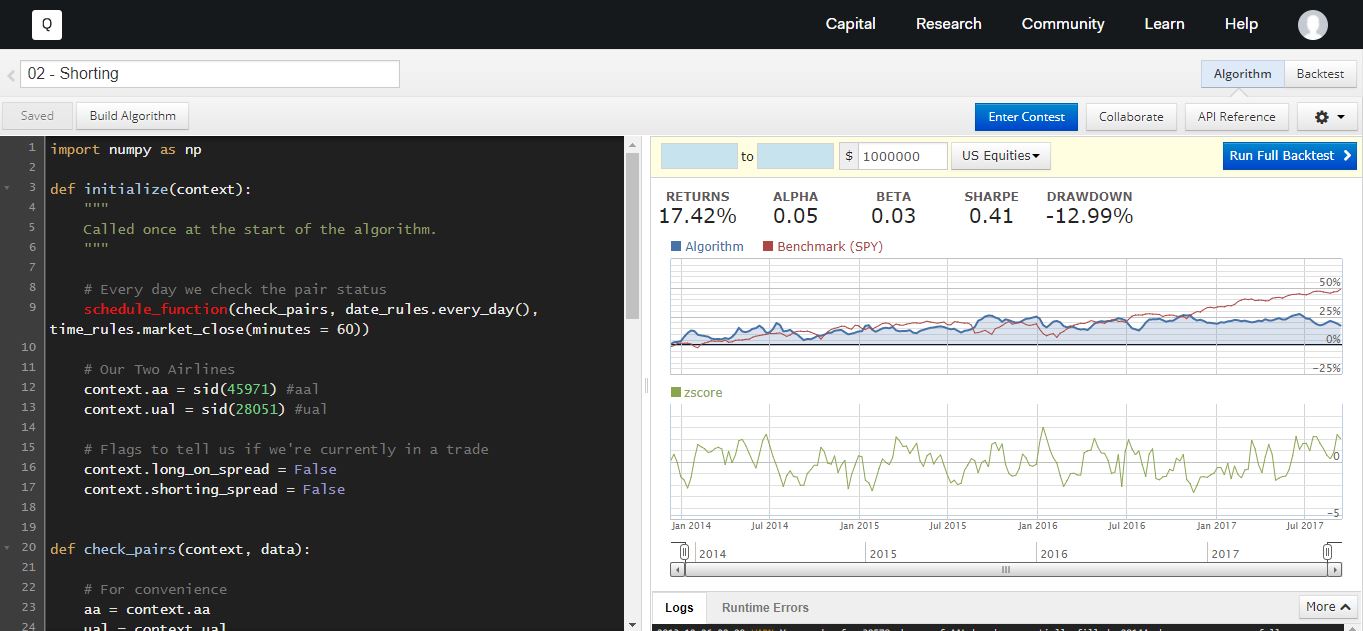 Q
Capital Research Community Learn Help
02 - Shorting
Algorithm Backtest
Saved Build Algorithm
Enter Contest Collaborate API Reference
1 import numpy as np
2
3 def initialize(context):
4 """
5 Called once at the start of the algorithm.
6 """
7
8 # Every day we check the pair status
9 schedule_function(check_pairs, date_rules.every_day(),
time_rules.market_close(minutes = 60))
10
11 # Our Two Airlines
12 context.aa = sid(45971) #aal
13 context.ual = sid(28051) #ual
14
15 # Flags to tell us if we're currently in a trade
16 context.long_on_spread = False
17 context.shorting_spread = False
18
19
20 def check_pairs(context, data):
21
22 # For convenience
23 aa = context.aa
24 ual = context.ual
to $ 1000000 US Equities
Run Full Backtest
RETURNS ALPHA BETA SHARPE DRAWDOWN
17.42% 0.05 0.03 0.41 -12.99%
Algorithm Benchmark (SPY)
50%
25%
0%
-25%
zscore
0
-5
Jan 2014 Jul 2014 Jan 2015 Jul 2015 Jan 2016 Jul 2016 Jan 2017 Jul 2017
2014 2015 2016 2017
Logs Runtime Errors
More